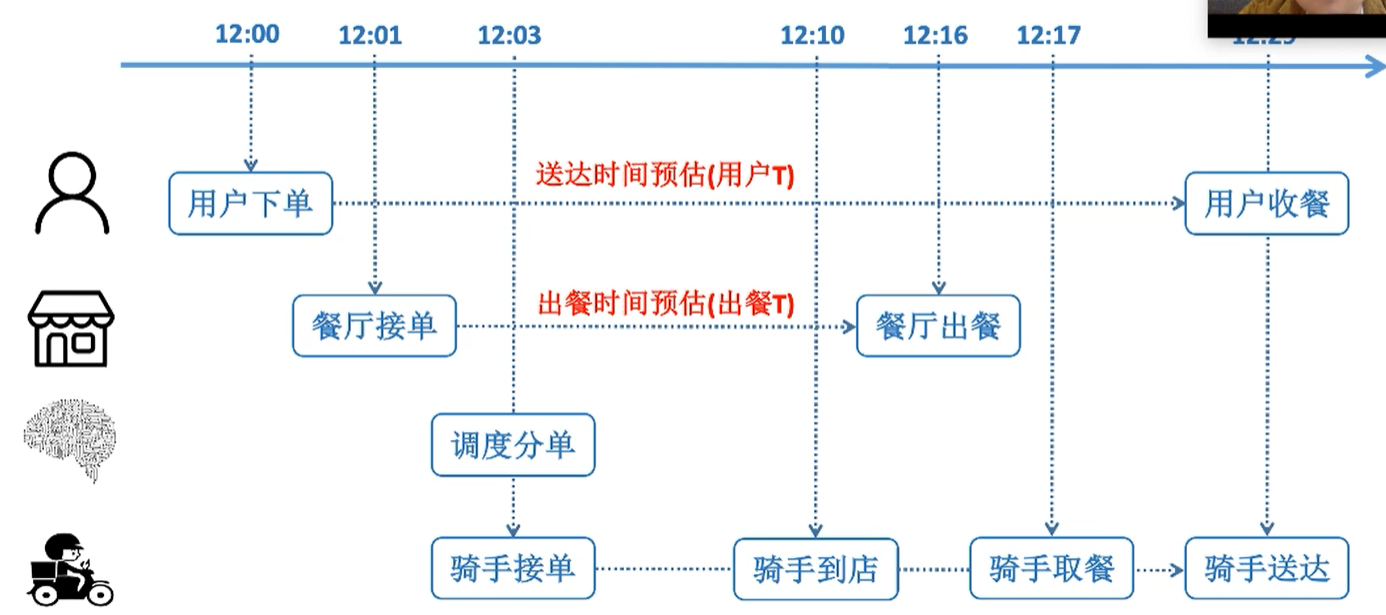 12:00 12:01 12:03 12:10 12:16 12:17
送达时间预估(用户T)
用户下单 用户收餐
出餐时间预估(出餐T)
餐厅接单 餐厅出餐
调度分单
骑手接单 骑手到店 骑手取餐 骑手送达